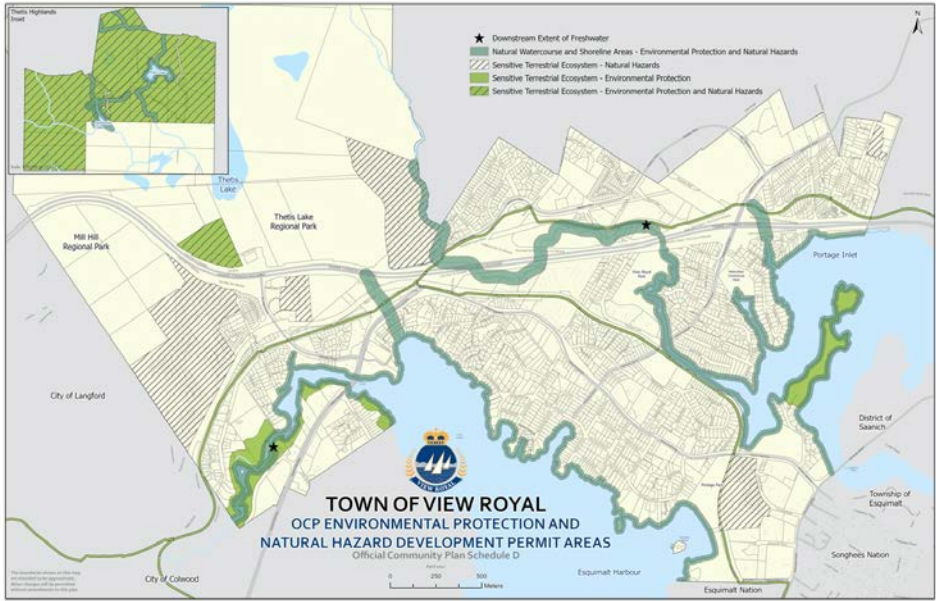 Thetis Highlands
Inset
N
Downstream Extent of Freshwater
Natural Watercourse and Shoreline Areas - Environmental Protection and Natural Hazards
Sensitive Terrestrial Ecosystem - Natural Hazards
Sensitive Terrestrial Ecosystem - Environmental Protection
Sensitive Terrestrial Ecosystem - Environmental Protection and Natural Hazards
Thetis
Lake
Thetis Lake
Regional Park
Mill Hill
Regional Park
Portage Inlet
City of Langford
District of
Saanich
VIEW ROYAL
TOWN OF VIEW ROYAL
OCP ENVIRONMENTAL PROTECTION AND
NATURAL HAZARD DEVELOPMENT PERMIT AREAS
Official Community Plan Schedule D
0 250 500
Meters
Township of
Esquimalt
Songhees Nation
Esquimalt Harbour
City of Colwood
Esquimalt Nation